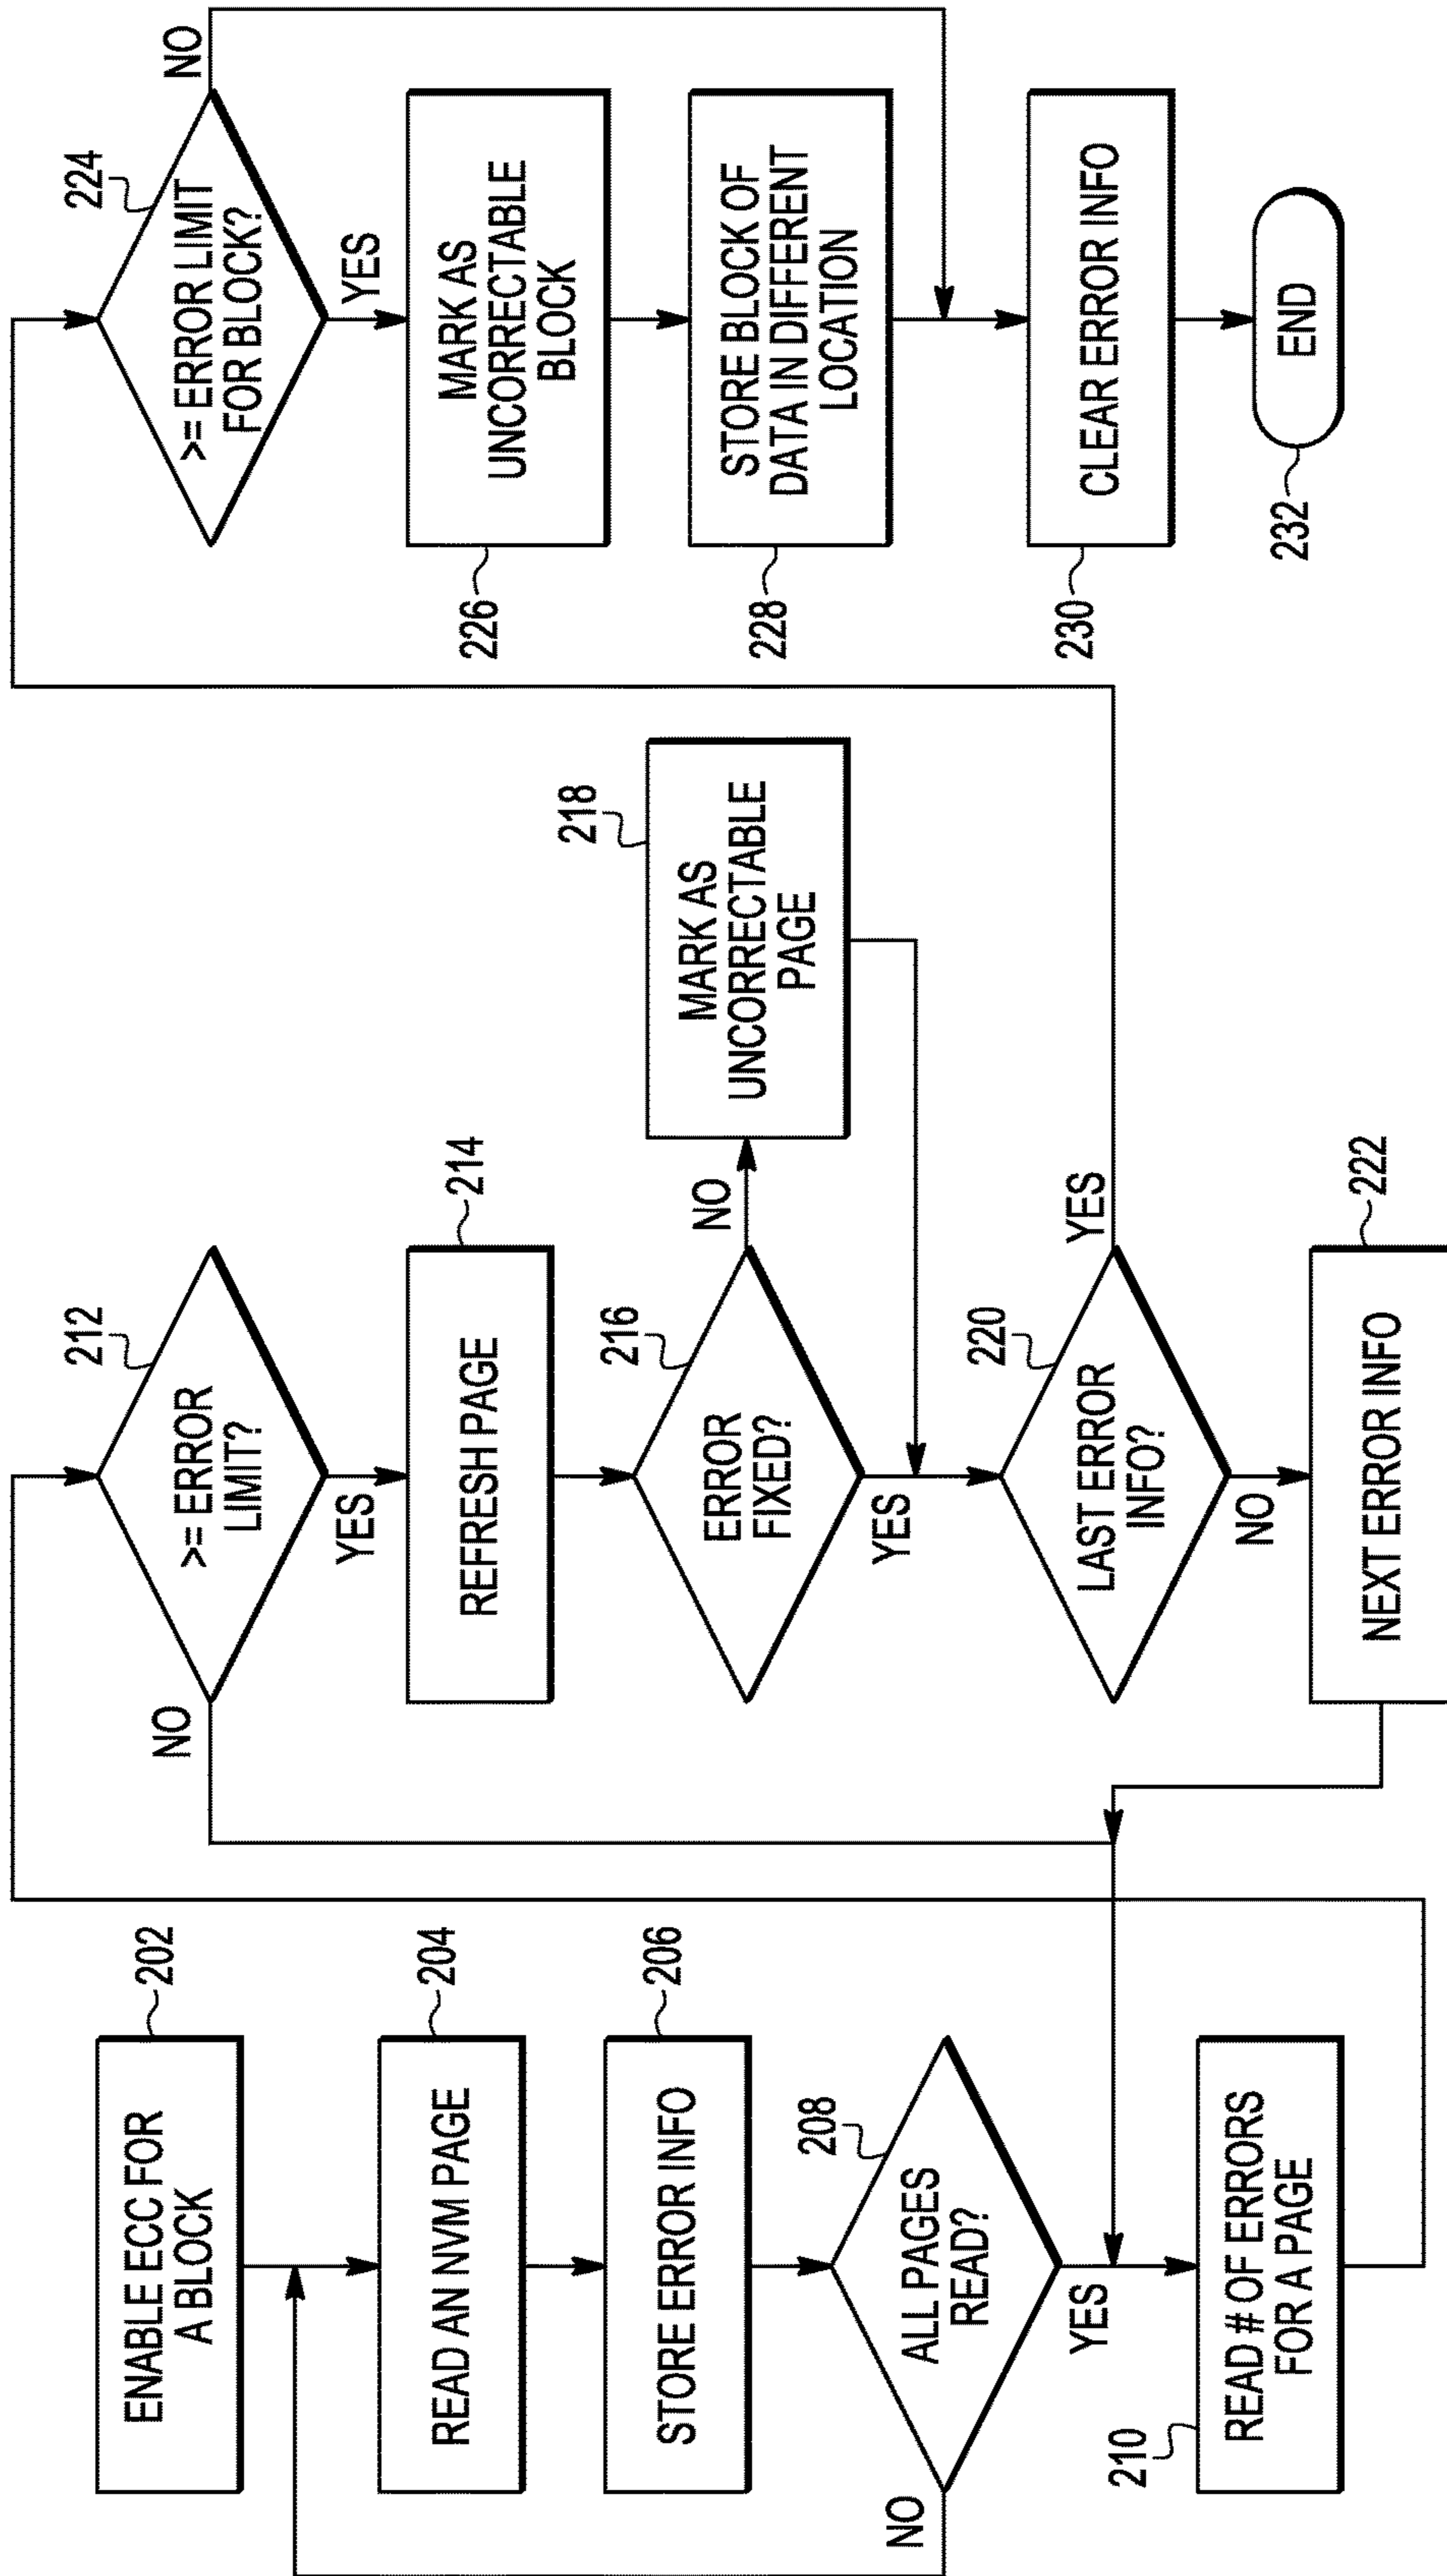 ENABLE ECC FOR
A BLOCK
202
READ AN NVM PAGE
204
STORE ERROR INFO
206
ALL PAGES
READ?
208
NO
YES
READ # OF ERRORS
FOR A PAGE
210
>= ERROR
LIMIT?
212
NO
YES
REFRESH PAGE
214
ERROR
FIXED?
216
NO
YES
MARK AS
UNCORRECTABLE
PAGE
218
LAST ERROR
INFO?
220
YES
NO
NEXT ERROR INFO
222
>= ERROR LIMIT
FOR BLOCK?
224
NO
YES
MARK AS
UNCORRECTABLE
BLOCK
226
STORE BLOCK OF
DATA IN DIFFERENT
LOCATION
228
CLEAR ERROR INFO
230
END
232